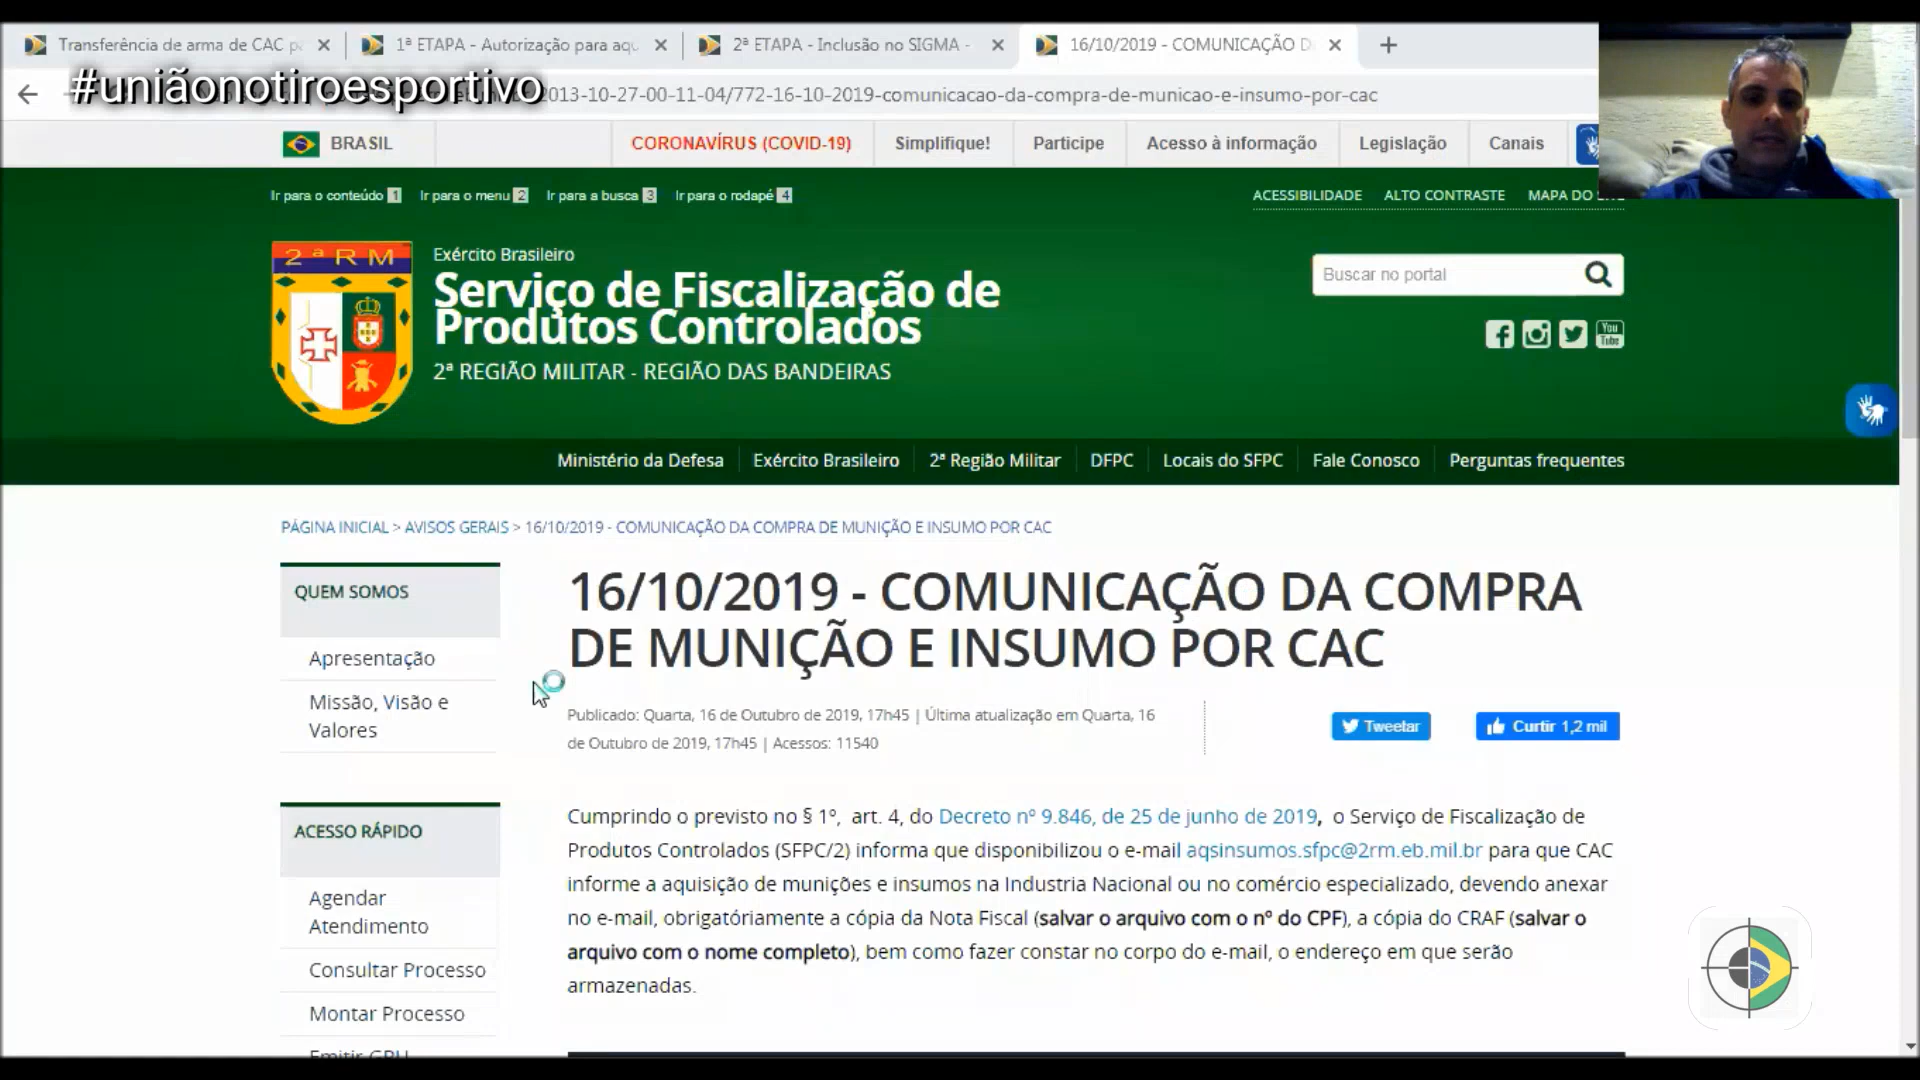 Transferência de arma de CAC p
1ª ETAPA - Autorização para aqu
2ª ETAPA - Inclusão no SIGMA -
16/10/2019 - COMUNICAÇÃO D
#uniãonotiroesportivo
2013-10-27-00-11-04/772-16-10-2019-comunicacao-da-compra-de-municao-e-insumo-por-cac
BRASIL
CORONAVÍRUS (COVID-19)
Simplifique!
Participe
Acesso à informação
Legislação
Canais
Ir para o conteúdo 1
Ir para o menu 2
Ir para a busca 3
Ir para o rodapé 4
ACESSIBILIDADE
ALTO CONTRASTE
MAPA DO
2ª RM
Exército Brasileiro
Serviço de Fiscalização de
Produtos Controlados
2ª REGIÃO MILITAR - REGIÃO DAS BANDEIRAS
Buscar no portal
You
Tube
Ministério da Defesa
Exército Brasileiro
2ª Região Militar
DFPC
Locais do SFPC
Fale Conosco
Perguntas frequentes
PÁGINA INICIAL > AVISOS GERAIS > 16/10/2019 - COMUNICAÇÃO DA COMPRA DE MUNIÇÃO E INSUMO POR CAC
QUEM SOMOS
Apresentação
Missão, Visão e
Valores
ACESSO RÁPIDO
Agendar
Atendimento
Consultar Processo
Montar Processo
Emitir GRU
16/10/2019 - COMUNICAÇÃO DA COMPRA
DE MUNIÇÃO E INSUMO POR CAC
Publicado: Quarta, 16 de Outubro de 2019, 17h45 | Última atualização em Quarta, 16
de Outubro de 2019, 17h45 | Acessos: 11540
Tweetar
Curtir 1,2 mil
Cumprindo o previsto no § 1º, art. 4, do Decreto nº 9.846, de 25 de junho de 2019, o Serviço de Fiscalização de
Produtos Controlados (SFPC/2) informa que disponibilizou o e-mail aqsinsumos.sfpc@2rm.eb.mil.br para que CAC
informe a aquisição de munições e insumos na Industria Nacional ou no comércio especializado, devendo anexar
no e-mail, obrigatóriamente a cópia da Nota Fiscal (salvar o arquivo com o nº do CPF), a cópia do CRAF (salvar o
arquivo com o nome completo), bem como fazer constar no corpo do e-mail, o endereço em que serão
armazenadas.